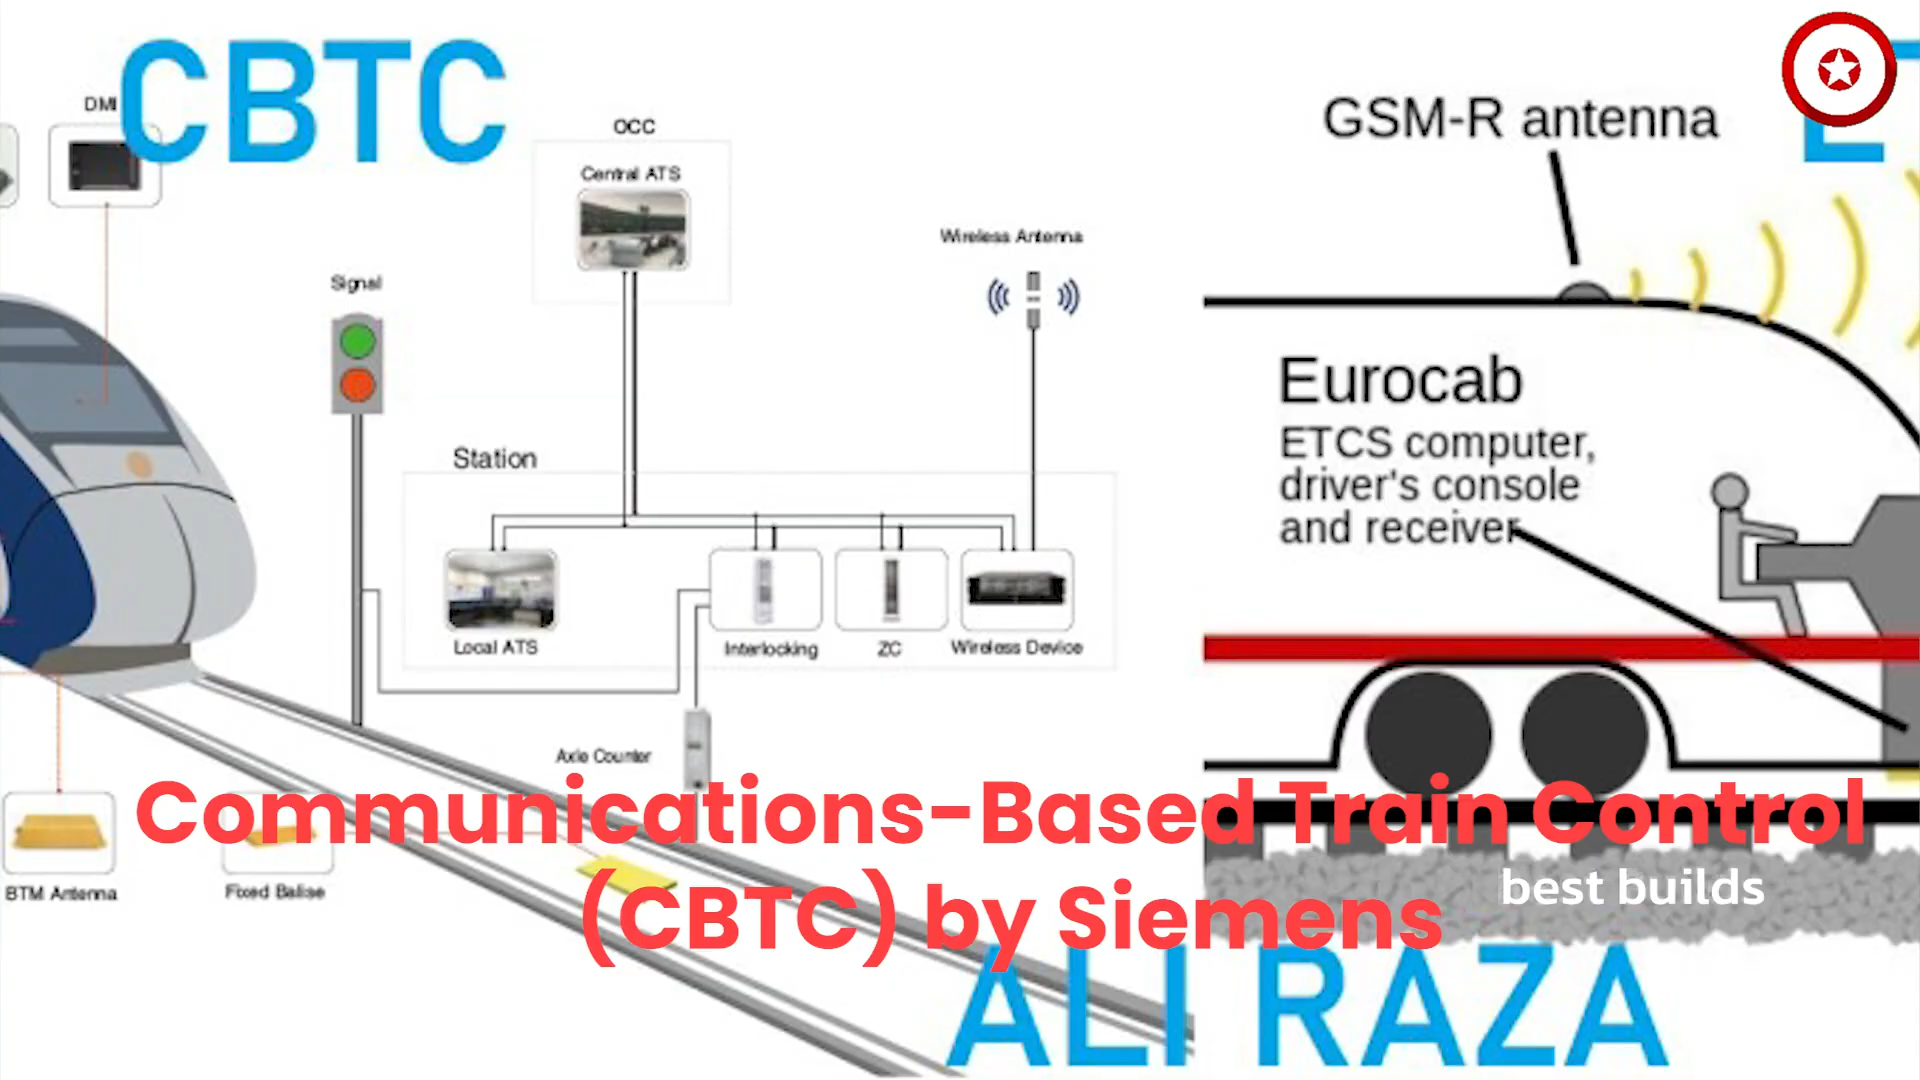 CBTC
DMI
OCC
Central ATS
Wireless Antenna
Signal
Station
Local ATS
Interlocking
ZC
Wireless Device
Axle Counter
BTM Antenna
Fixed Balise
GSM-R antenna
Eurocab
ETCS computer,
driver's console
and receiver
Communications-Based Train Control
(CBTC) by Siemens
best builds
ALI RAZA